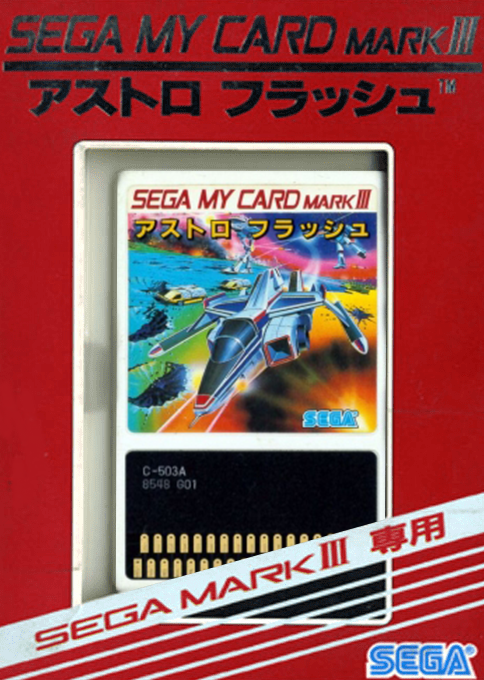 SEGA MY CARD MARK III
アストロ フラッシュ™
SEGA MY CARD MARK III
アストロ フラッシュ
SEGA®
C-503A
8548 G01
SEGA MARK III 専用
SEGA®